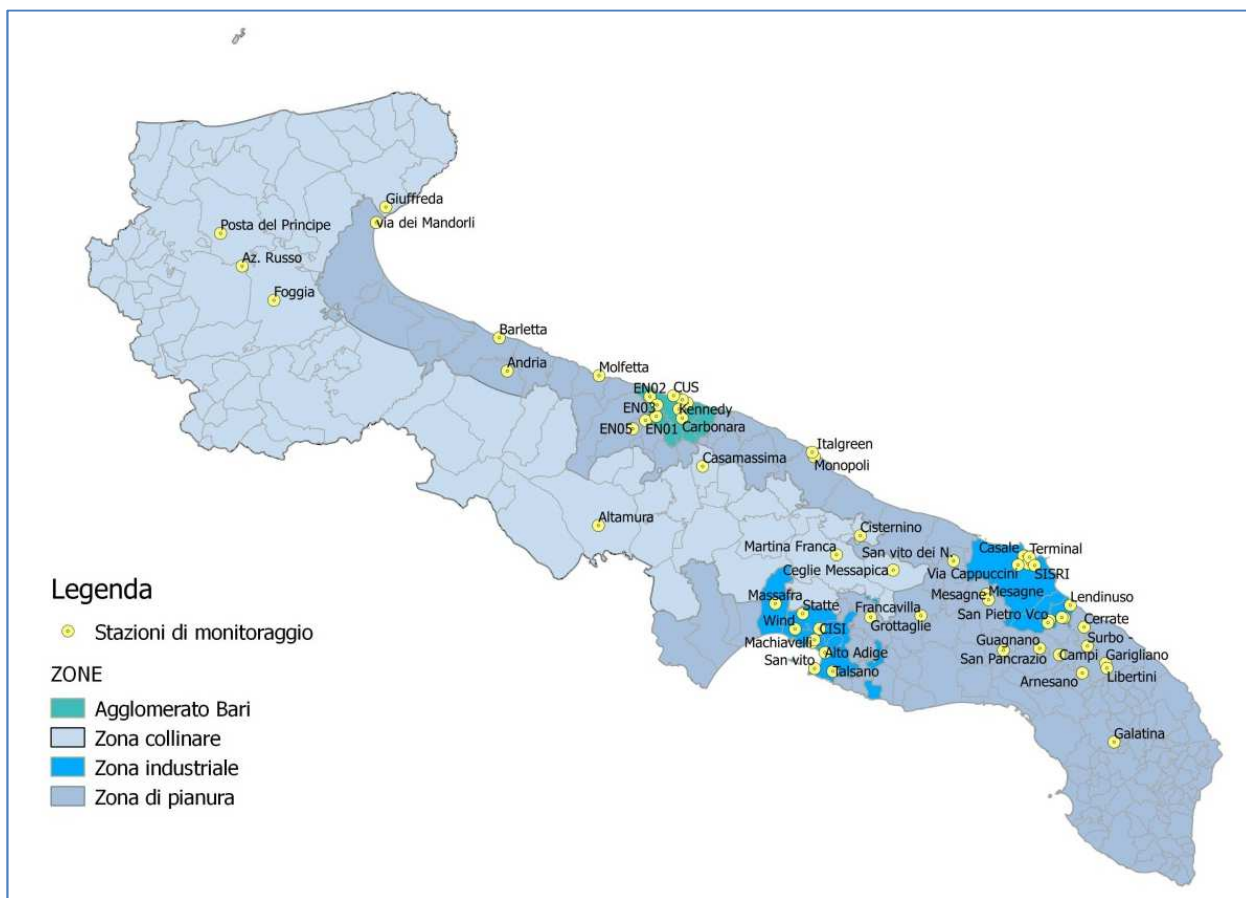 Giuffreda
via dei Mandorli
Posta del Principe
Az. Russo
Foggia
Barletta
Andria
Molfetta
EN02
CUS
EN03
Kennedy
EN05
EN01
Carbonara
Italgreen
Monopoli
Casamassima
Altamura
Cisternino
Martina Franca
San vito dei N.
Casale
Terminal
Ceglie Messapica
Via Cappuccini
SISRI
Massafra
Statte
Francavilla
Mesagne
Mesagne
Lendinuso
Wind
CISI
Grottaglie
San Pietro Vco
Cerrate
Machiavelli
Guagnano
Surbo -
Alto Adige
San vito
San Pancrazio
Campi
Garigliano
Talsano
Arnesano
Libertini
Galatina
Legenda
Stazioni di monitoraggio
ZONE
Agglomerato Bari
Zona collinare
Zona industriale
Zona di pianura